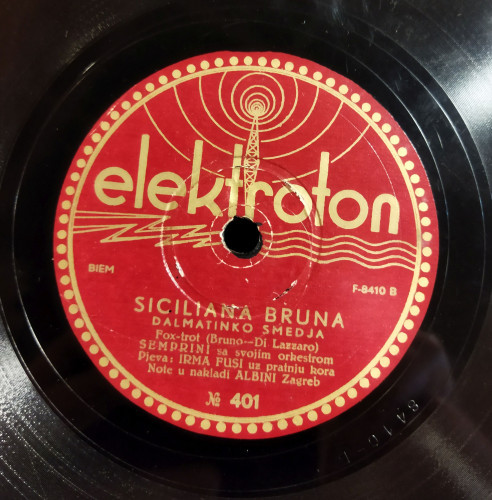 elektroton
BIEM
F-8410 B
SICILIANA BRUNA
DALMATINKO SMEDJA
Fox-trot (Bruno—Di Lazzaro)
SEMPRINI sa svojim orkestrom
Pjeva: IRMA FUSI uz pratnju kora
Note u nakladi ALBINI Zagreb
№ 401